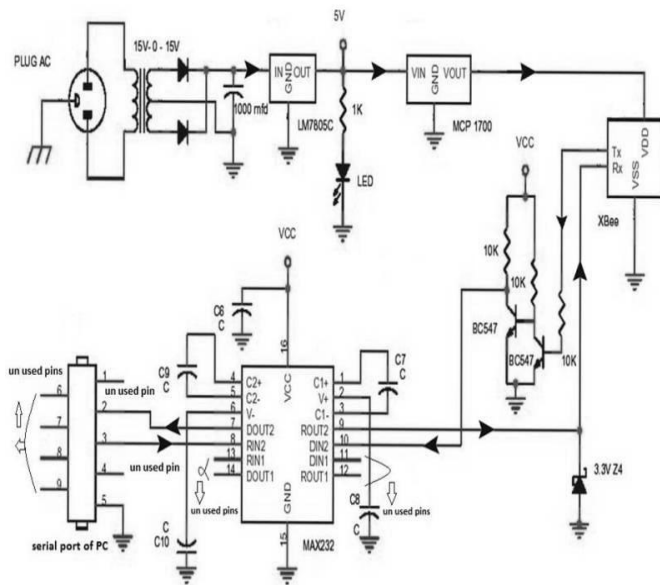 PLUG AC
15V- 0 - 15V
1000 mfd
IN
GND
OUT
LM7805C
5V
1K
LED
VIN
GND
VOUT
MCP 1700
Tx
Rx
VSS
VDD
XBee
VCC
10K
10K
10K
BC547
BC547
3.3V Z4
VCC
C6
C
C9
C
C7
C
C8
C
C
C10
16
VCC
4
C2+
5
C2-
6
V-
7
DOUT2
8
RIN2
13
RIN1
14
DOUT1
C1+
1
V+
2
C1-
3
ROUT2
9
DIN2
10
DIN1
11
ROUT1
12
GND
15
MAX232
un used pins
un used pins
un used pins
un used pin
un used pin
1
2
3
4
5
6
7
8
9
serial port of PC